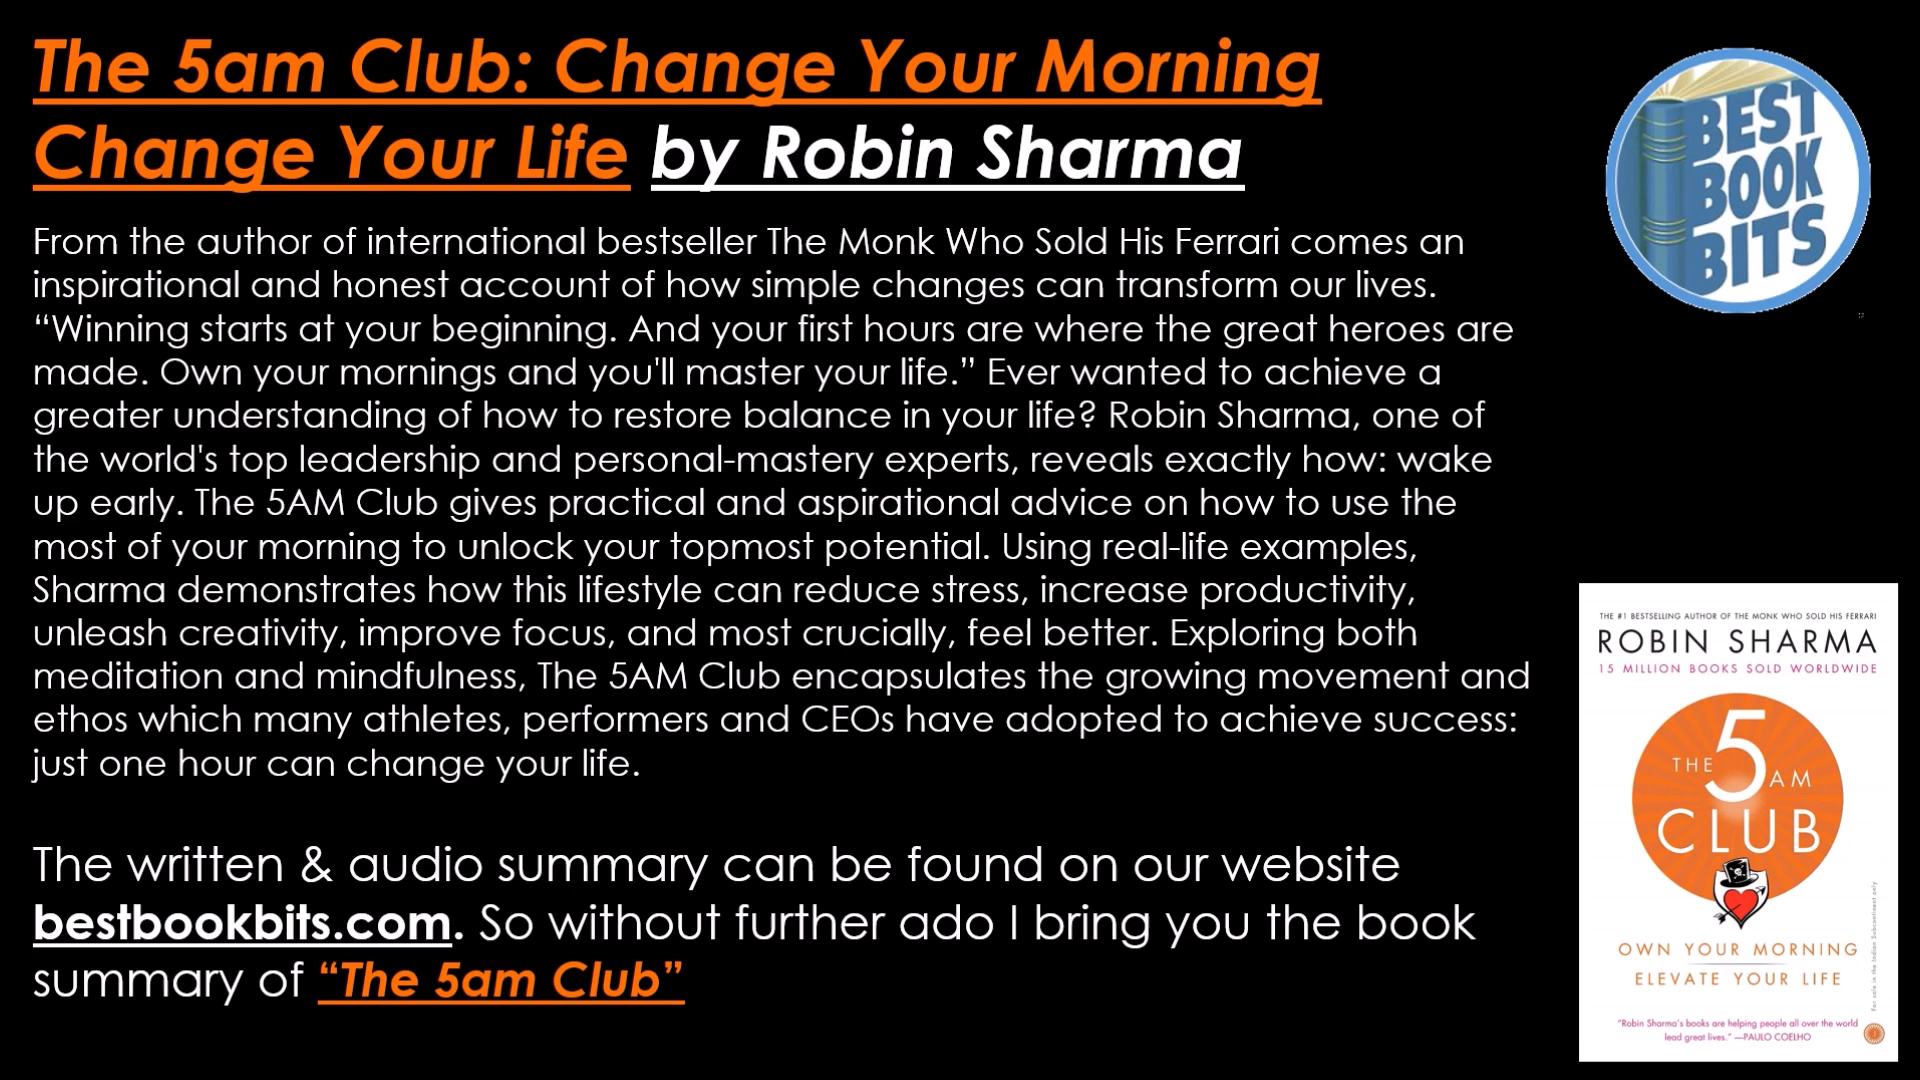 The 5am Club: Change Your Morning
Change Your Life by Robin Sharma
From the author of international bestseller The Monk Who Sold His Ferrari comes an
inspirational and honest account of how simple changes can transform our lives.
“Winning starts at your beginning. And your first hours are where the great heroes are
made. Own your mornings and you'll master your life.” Ever wanted to achieve a
greater understanding of how to restore balance in your life? Robin Sharma, one of
the world's top leadership and personal-mastery experts, reveals exactly how: wake
up early. The 5AM Club gives practical and aspirational advice on how to use the
most of your morning to unlock your topmost potential. Using real-life examples,
Sharma demonstrates how this lifestyle can reduce stress, increase productivity,
unleash creativity, improve focus, and most crucially, feel better. Exploring both
meditation and mindfulness, The 5AM Club encapsulates the growing movement and
ethos which many athletes, performers and CEOs have adopted to achieve success:
just one hour can change your life.
The written & audio summary can be found on our website
bestbookbits.com. So without further ado I bring you the book
summary of “The 5am Club”
BEST
BOOK
BITS
THE #1 BESTSELLING AUTHOR OF THE MONK WHO SOLD HIS FERRARI
ROBIN SHARMA
15 MILLION BOOKS SOLD WORLDWIDE
THE 5 AM
CLUB
OWN YOUR MORNING
ELEVATE YOUR LIFE
For sale in the Indian Subcontinent only
"Robin Sharma's books are helping people all over the world
lead great lives." —PAULO COELHO